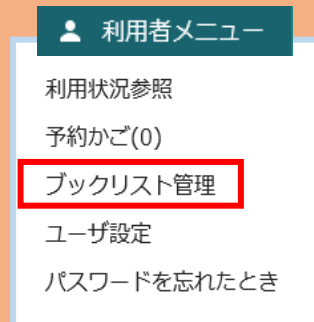 利用者メニュー
利用状況参照
予約かご(0)
ブックリスト管理
ユーザ設定
パスワードを忘れたとき